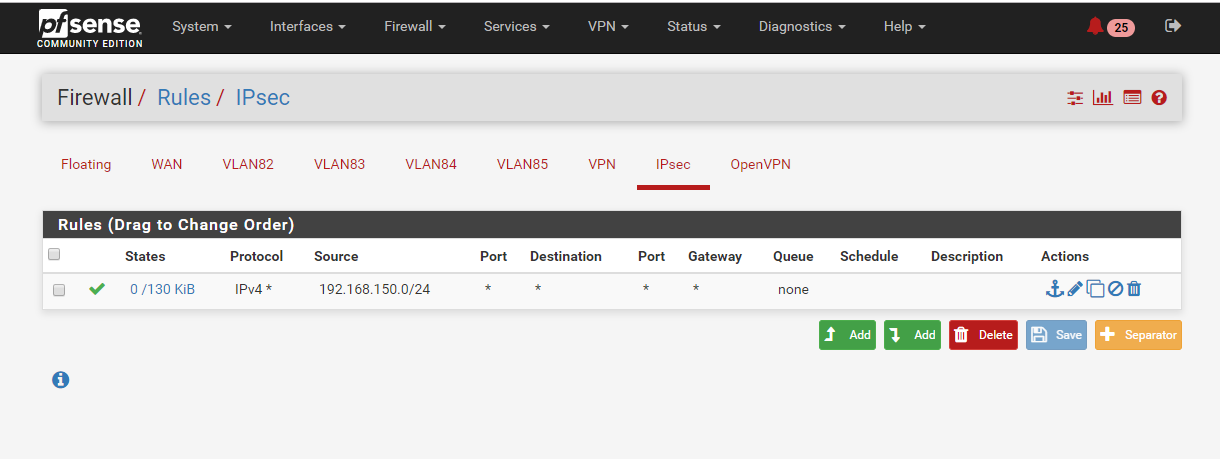 pfsense
COMMUNITY EDITION
System Interfaces Firewall Services VPN Status Diagnostics Help 25
Firewall / Rules / IPsec
Floating WAN VLAN82 VLAN83 VLAN84 VLAN85 VPN IPsec OpenVPN
Rules (Drag to Change Order)
States Protocol Source Port Destination Port Gateway Queue Schedule Description Actions
0 /130 KiB IPv4 * 192.168.150.0/24 * * * * none
Add Add Delete Save Separator